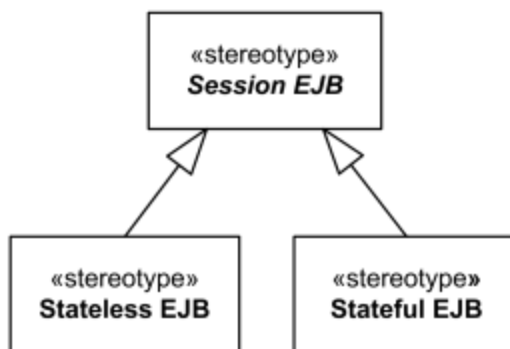 «stereotype»
Session EJB
«stereotype»
Stateless EJB
«stereotype»
Stateful EJB